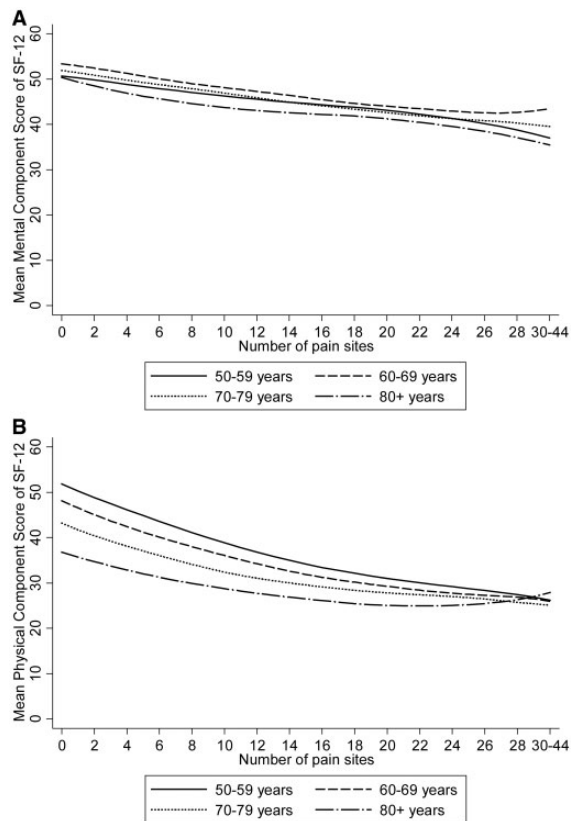 A
Mean Mental Component Score of SF-12
60
50
40
30
20
10
0
0 2 4 6 8 10 12 14 16 18 20 22 24 26 28 30-44
Number of pain sites
50-59 years 60-69 years
70-79 years 80+ years
B
Mean Physical Component Score of SF-12
60
50
40
30
20
10
0
0 2 4 6 8 10 12 14 16 18 20 22 24 26 28 30-44
Number of pain sites
50-59 years 60-69 years
70-79 years 80+ years